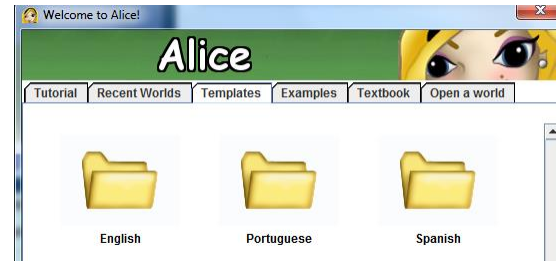 Welcome to Alice!
Alice
Tutorial Recent Worlds Templates Examples Textbook Open a world
English Portuguese Spanish